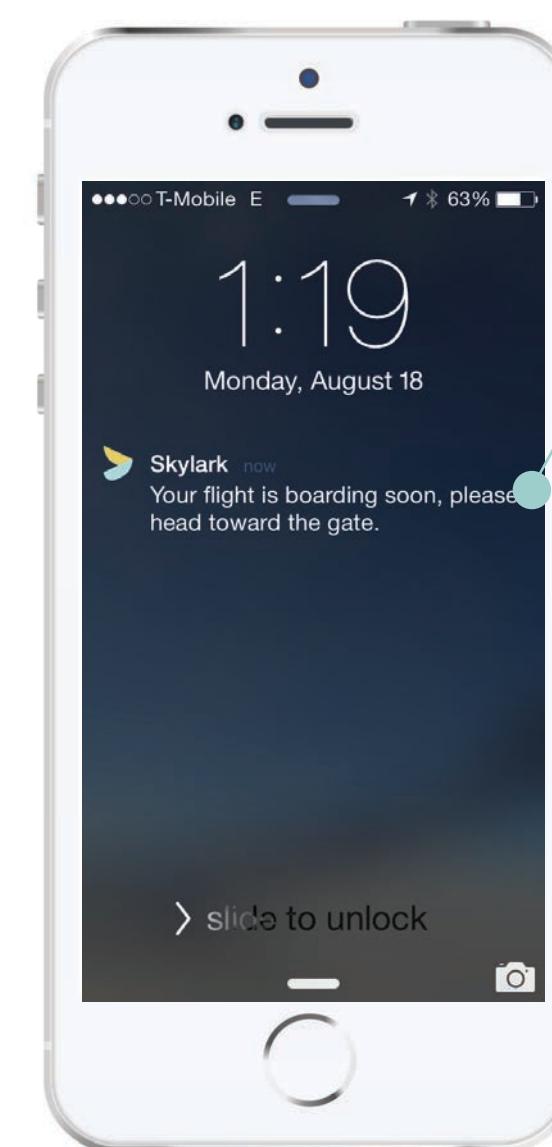 T-Mobile E 63%
1:19
Monday, August 18
Skylark now
Your flight is boarding soon, please
head toward the gate.
slide to unlock